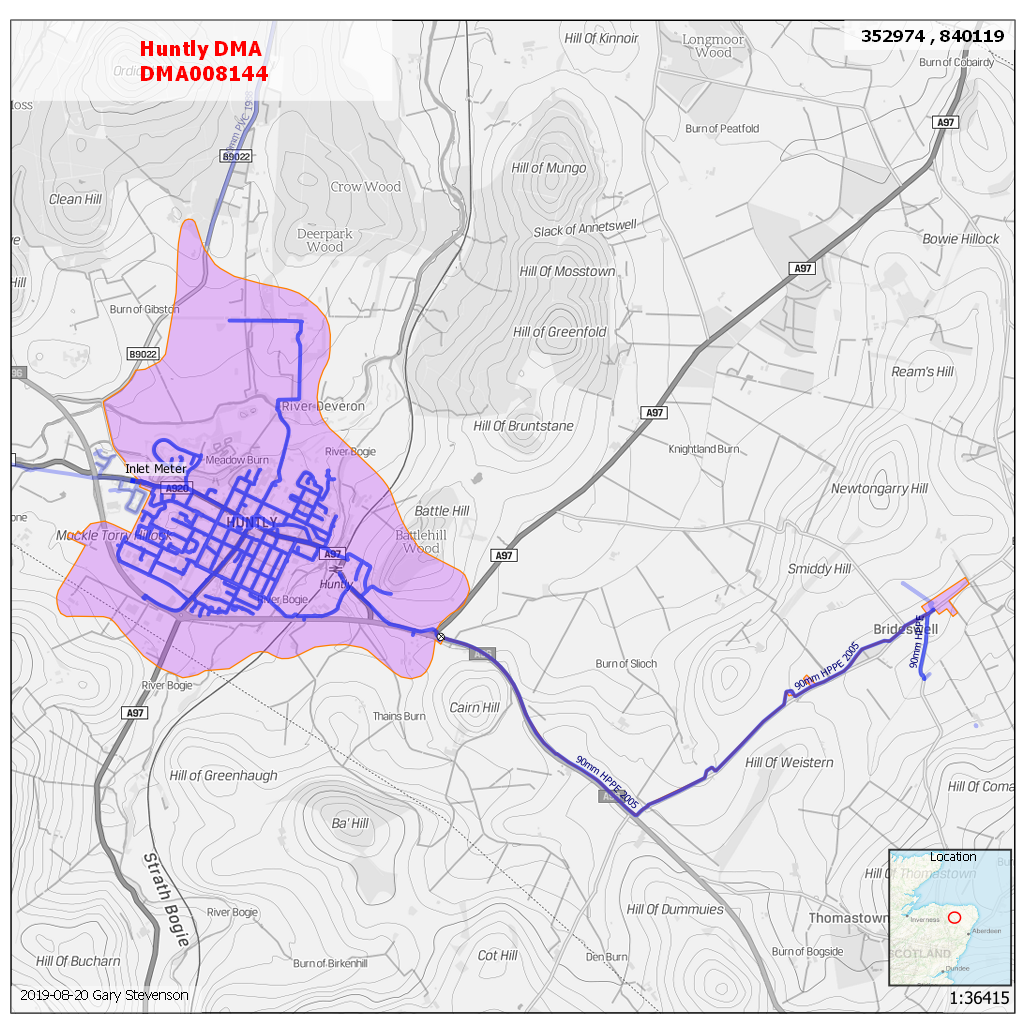 Huntly DMA
DMA008144
352974 , 840119
Hill Of Kinnoir
Longmoor
Wood
Burn of Cobairdy
A97
Burn of Peatfold
B9022
Hill of Mungo
Crow Wood
Clean Hill
Deerpark
Wood
Slack of Annetswell
Bowie Hillock
Hill Of Mosstown
A97
Burn of Gibston
Hill of Greenfold
B9022
Ream's Hill
River Deveron
A97
Hill Of Bruntstane
River Bogie
Knightland Burn
Meadow Burn
Inlet Meter
A920
Newtongarry Hill
Battle Hill
HUNTLY
Muckle Torry Hillock
Battlehill
Wood
A97
A97
Huntly
Smiddy Hill
River Bogie
Brideswell
90mm HPPE
90mm HPPE 2005
Burn of Slioch
River Bogie
A97
Cairn Hill
Thains Burn
90mm HPPE 2005
Hill Of Weistern
Hill of Greenhaugh
Hill Of Coma
Ba' Hill
Location
Hill Of Thomastown
Strath Bogie
River Bogie
Hill Of Dummuies
Thomastown
Inverness
Aberdeen
SCOTLAND
Dundee
Hill Of Bucharn
Burn of Birkenhill
Cot Hill
Den Burn
Burn of Bogside
2019-08-20 Gary Stevenson
1:36415